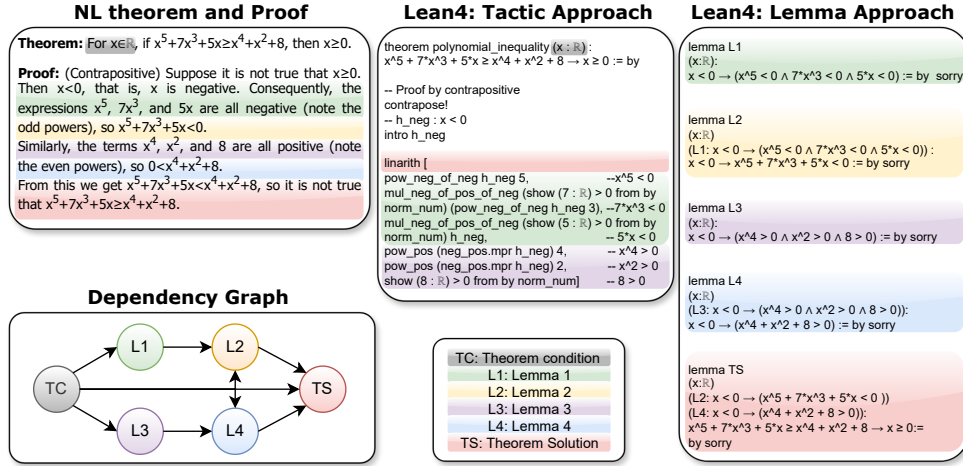 NL theorem and Proof
Theorem: For x∈ℝ, if x⁵+7x³+5x≥x⁴+x²+8, then x≥0.
Proof: (Contrapositive) Suppose it is not true that x≥0.
Then x<0, that is, x is negative. Consequently, the
expressions x⁵, 7x³, and 5x are all negative (note the
odd powers), so x⁵+7x³+5x<0.
Similarly, the terms x⁴, x², and 8 are all positive (note
the even powers), so 0<x⁴+x²+8.
From this we get x⁵+7x³+5x<x⁴+x²+8, so it is not true
that x⁵+7x³+5x≥x⁴+x²+8.
Dependency Graph
TC
L1
L2
L3
L4
TS
Lean4: Tactic Approach
theorem polynomial_inequality (x : ℝ) :
x^5 + 7*x^3 + 5*x ≥ x^4 + x^2 + 8 → x ≥ 0 := by
-- Proof by contrapositive
contrapose!
-- h_neg : x < 0
intro h_neg
linarith [
pow_neg_of_neg h_neg 5, --x^5 < 0
mul_neg_of_pos_of_neg (show (7 : ℝ) > 0 from by
norm_num) (pow_neg_of_neg h_neg 3), --7*x^3 < 0
mul_neg_of_pos_of_neg (show (5 : ℝ) > 0 from by
norm_num) h_neg, -- 5*x < 0
pow_pos (neg_pos.mpr h_neg) 4, -- x^4 > 0
pow_pos (neg_pos.mpr h_neg) 2, -- x^2 > 0
show (8 : ℝ) > 0 from by norm_num] -- 8 > 0
TC: Theorem condition
L1: Lemma 1
L2: Lemma 2
L3: Lemma 3
L4: Lemma 4
TS: Theorem Solution
Lean4: Lemma Approach
lemma L1
(x:ℝ):
x < 0 → (x^5 < 0 ∧ 7*x^3 < 0 ∧ 5*x < 0) := by sorry
lemma L2
(x:ℝ)
(L1: x < 0 → (x^5 < 0 ∧ 7*x^3 < 0 ∧ 5*x < 0)) :
x < 0 → x^5 + 7*x^3 + 5*x < 0 := by sorry
lemma L3
(x:ℝ):
x < 0 → (x^4 > 0 ∧ x^2 > 0 ∧ 8 > 0) := by sorry
lemma L4
(x:ℝ)
(L3: x < 0 → (x^4 > 0 ∧ x^2 > 0 ∧ 8 > 0)):
x < 0 → (x^4 + x^2 + 8 > 0) := by sorry
lemma TS
(x:ℝ)
(L2: x < 0 → (x^5 + 7*x^3 + 5*x < 0 ))
(L4: x < 0 → (x^4 + x^2 + 8 > 0)):
x^5 + 7*x^3 + 5*x ≥ x^4 + x^2 + 8 → x ≥ 0:=
by sorry